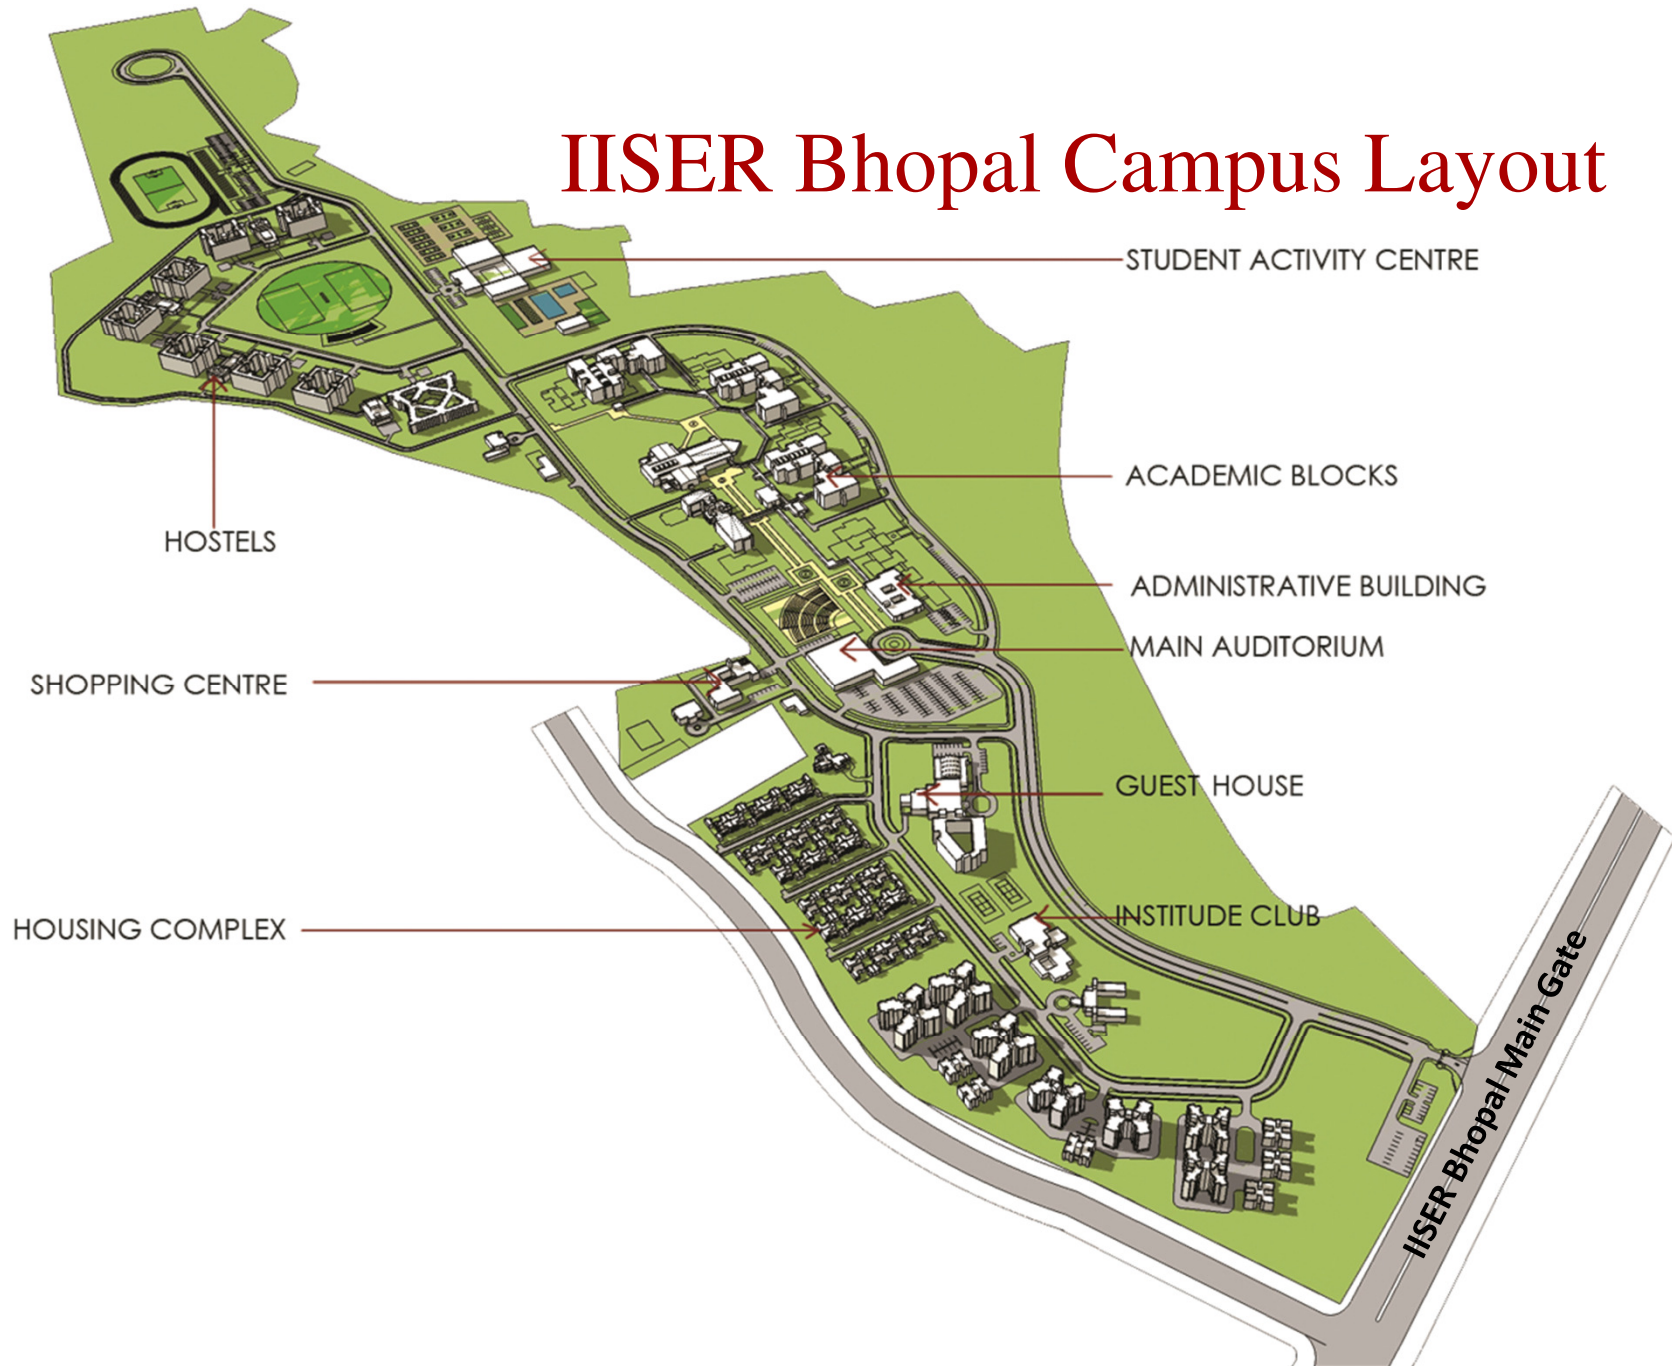 IISER Bhopal Campus Layout
STUDENT ACTIVITY CENTRE
ACADEMIC BLOCKS
HOSTELS
ADMINISTRATIVE BUILDING
MAIN AUDITORIUM
SHOPPING CENTRE
GUEST HOUSE
INSTITUDE CLUB
HOUSING COMPLEX
IISER Bhopal Main Gate